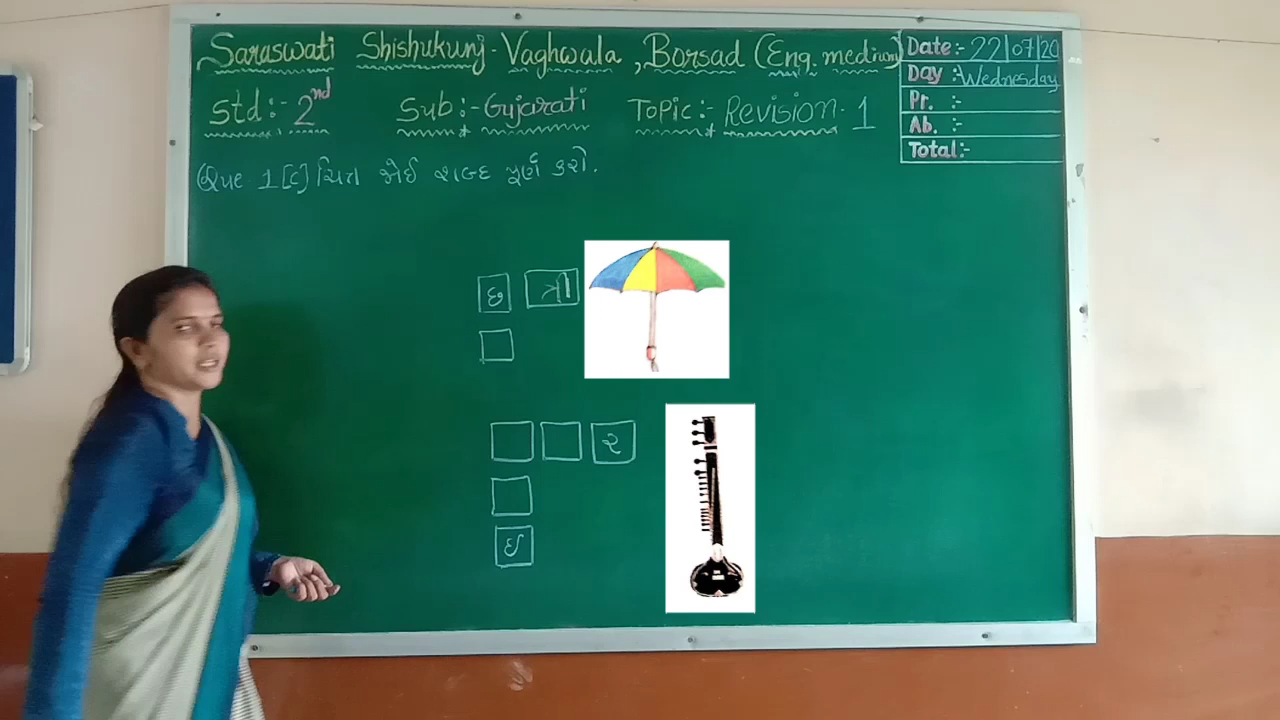 Saraswati Shishukunj - Vaghwala , Borsad (Eng. medium)
Date:- 22/07/20
Day :- Wednesday
Pr. :-
Ab. :-
Total:-
Std :- 2nd Sub :- Gujarati Topic :- Revision - 1
1 [C] ચિત્ર જોઈ શબ્દ પૂર્ણ કરો.
છ ત્રી
ર
ઈ